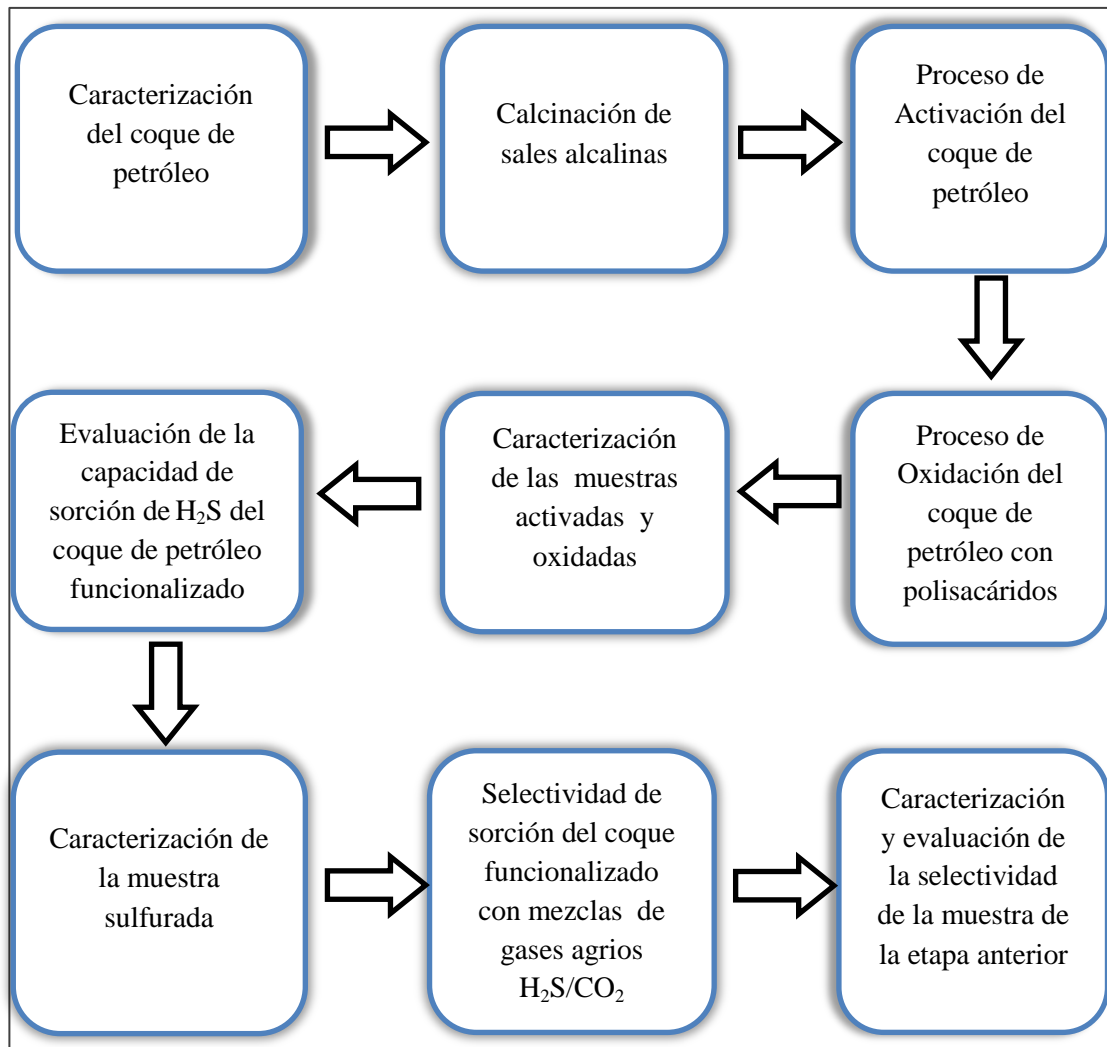 Caracterización
del coque de
petróleo
Calcinación de
sales alcalinas
Proceso de
Activación del
coque de
petróleo
Proceso de
Oxidación del
coque de
petróleo con
polisacáridos
Caracterización
de las muestras
activadas y
oxidadas
Evaluación de la
capacidad de
sorción de H₂S del
coque de petróleo
funcionalizado
Caracterización de
la muestra
sulfurada
Selectividad de
sorción del coque
funcionalizado
con mezclas de
gases agrios
H₂S/CO₂
Caracterización
y evaluación de
la selectividad
de la muestra de
la etapa anterior